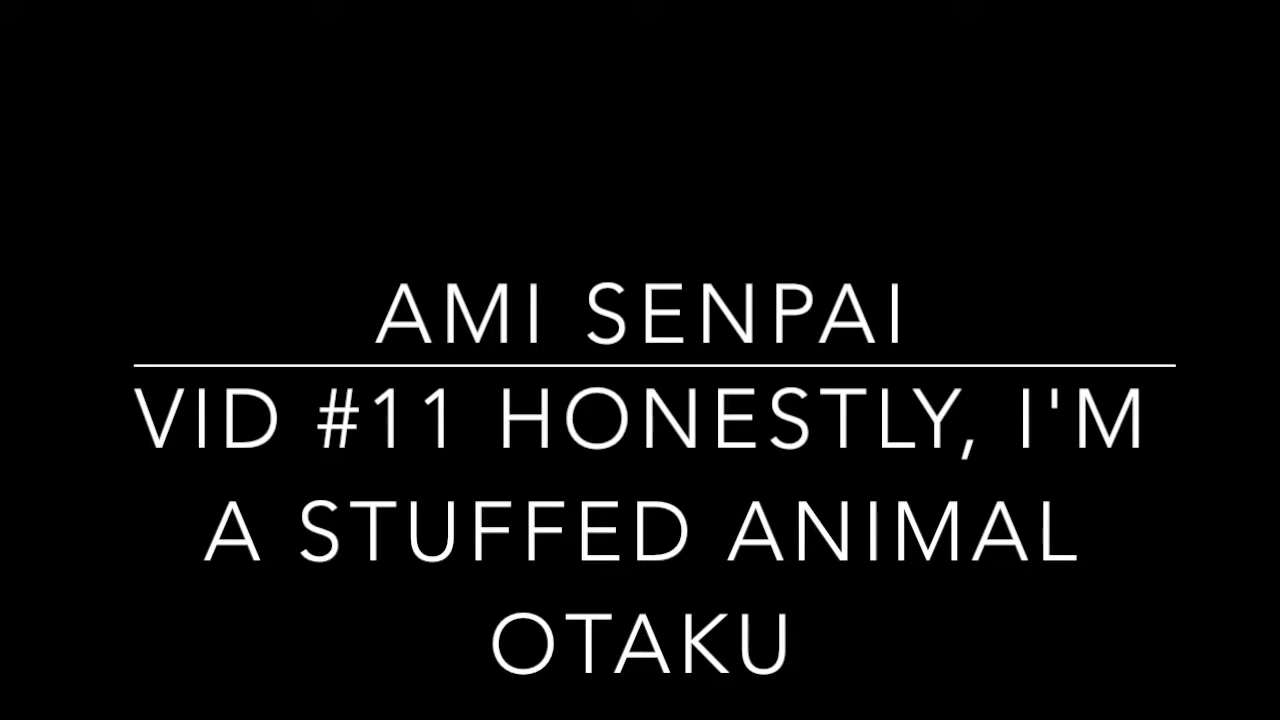 AMI SENPAI
VID #11 HONESTLY, I'M
A STUFFED ANIMAL
OTAKU